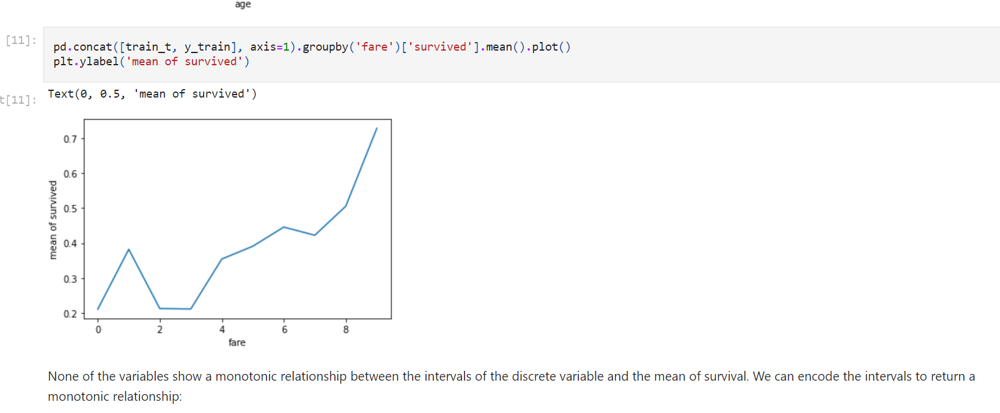 age
[11]:
pd.concat([train_t, y_train], axis=1).groupby('fare')['survived'].mean().plot()
plt.ylabel('mean of survived')
t[11]:
Text(0, 0.5, 'mean of survived')
0.7
0.6
0.5
0.4
0.3
0.2
mean of survived
0 2 4 6 8
fare
None of the variables show a monotonic relationship between the intervals of the discrete variable and the mean of survival. We can encode the intervals to return a
monotonic relationship: